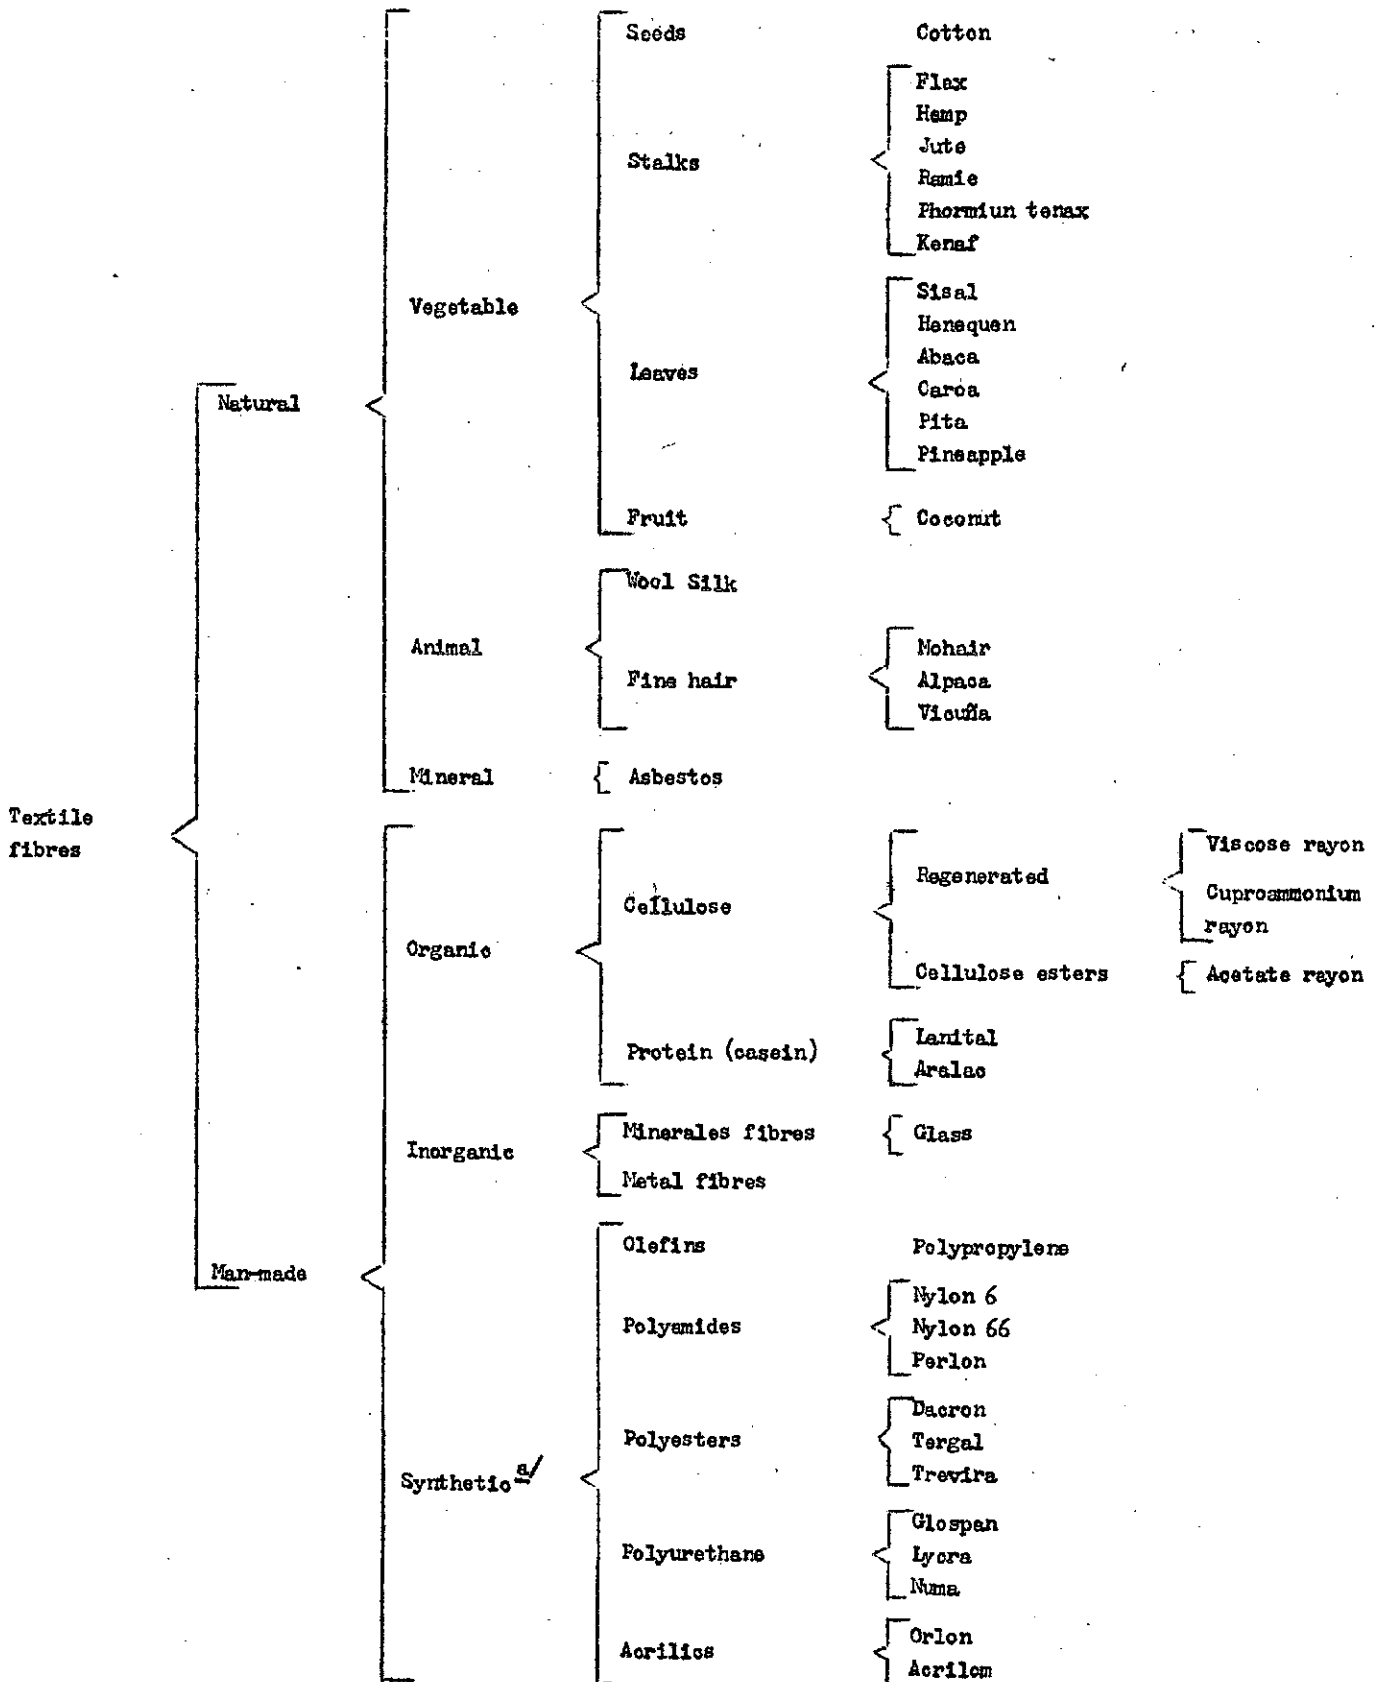 Seeds Cotton
Flax
Hemp
Jute
Stalks
Ramie
Phormiun tenax
Kenaf
Sisal
Vegetable
Henequen
Abaca
Leaves
Caroa
Natural
Pita
Pineapple
Fruit Coconut
Wool Silk
Animal
Mohair
Fine hair Alpaca
Vicuña
Mineral Asbestos
Textile
fibres
Viscose rayon
Regenerated
Cuproammonium
rayon
Cellulose
Organic
Cellulose esters Acetate rayon
Lanital
Protein (casein)
Aralac
Minerales fibres Glass
Inorganic
Metal fibres
Olefins Polypropylene
Man-made
Nylon 6
Polyamides Nylon 66
Perlon
Dacron
Polyesters Tergal
Trevira
Synthetic a/
Glospan
Polyurethane Lycra
Numa
Orlon
Acrilics
Acrilom